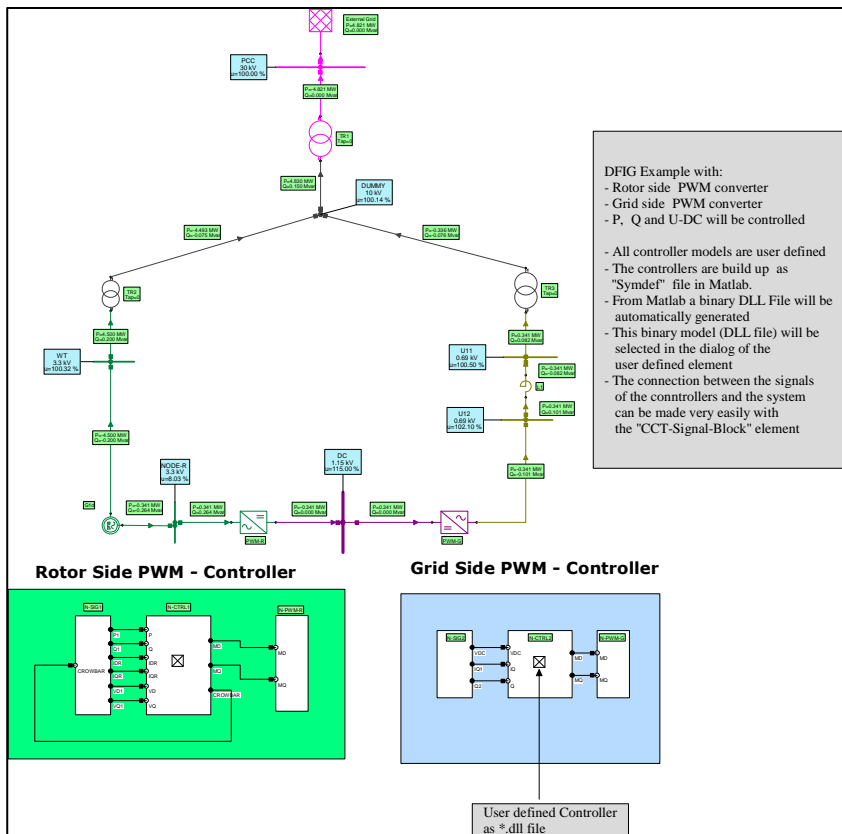 External Grid
P=4.821 MW
Q=0.000 Mvar
PCC
30 kV
u=100.00 %
P=-4.821 MW
Q=0.000 Mvar
TR1
Tap=0
P=4.830 MW
Q=0.150 Mvar
DUMMY
10 kV
u=100.14 %
P=-4.493 MW
Q=-0.075 Mvar
P=-0.336 MW
Q=-0.076 Mvar
TR2
Tap=0
TR3
Tap=0
P=4.500 MW
Q=0.200 Mvar
WT
3.3 kV
u=100.32 %
P=-4.500 MW
Q=-0.200 Mvar
P=0.341 MW
Q=0.082 Mvar
U11
0.69 kV
u=100.50 %
P=-0.341 MW
Q=-0.082 Mvar
L1
U12
0.69 kV
u=102.10 %
P=0.341 MW
Q=0.101 Mvar
P=-0.341 MW
Q=-0.101 Mvar
NODE-R
3.3 kV
u=8.03 %
DC
1.15 kV
u=115.00 %
P=-0.341 MW
Q=-0.264 Mvar
P=0.341 MW
Q=0.264 Mvar
PWM-R
P=-0.341 MW
Q=0.000 Mvar
P=0.341 MW
Q=0.000 Mvar
PWM-G
DFIG Example with:
- Rotor side PWM converter
- Grid side PWM converter
- P, Q and U-DC will be controlled
- All controller models are user defined
- The controllers are build up as
"Symdef" file in Matlab.
- From Matlab a binary DLL File will be
automatically generated
- This binary model (DLL file) will be
selected in the dialog of the
user defined element
- The connection between the signals
of the conntrollers and the system
can be made very easily with
the "CCT-Signal-Block" element
Rotor Side PWM - Controller
N-SIG1
N-CTRL1
N-PWM-R
P1
Q1
IDR
IQR
VD1
VQ1
CROWBAR
P
Q
IDR
IQR
VD
VQ
MD
MQ
CROWBAR
MD
MQ
Grid Side PWM - Controller
N-SIG2
N-CTRL2
N-PWM-G
VDC
IQ1
Q2
VDC
IQ
Q
MD
MQ
MD
MQ
User defined Controller
as *.dll file